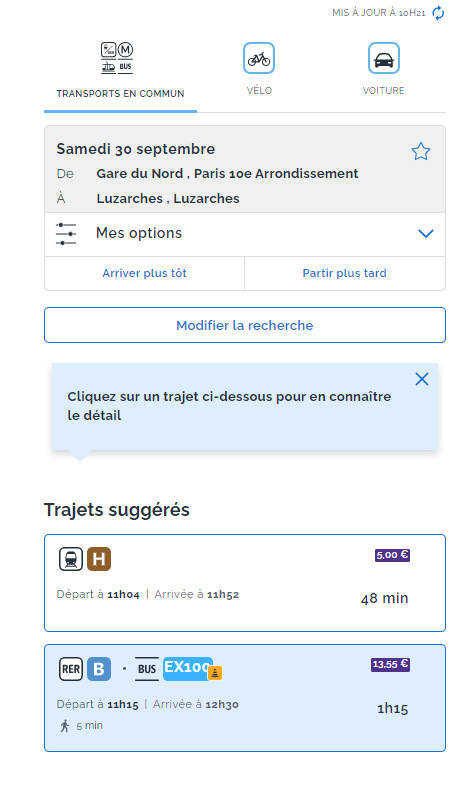 MIS À JOUR À 10H21
M
BUS
TRANSPORTS EN COMMUN
VÉLO
VOITURE
Samedi 30 septembre
De Gare du Nord , Paris 10e Arrondissement
À Luzarches , Luzarches
Mes options
Arriver plus tôt
Partir plus tard
Modifier la recherche
Cliquez sur un trajet ci-dessous pour en connaître
le détail
Trajets suggérés
H
5,00 €
Départ à 11h04 | Arrivée à 11h52
48 min
RER B · BUS EX100
13,55 €
Départ à 11h15 | Arrivée à 12h30
1h15
5 min